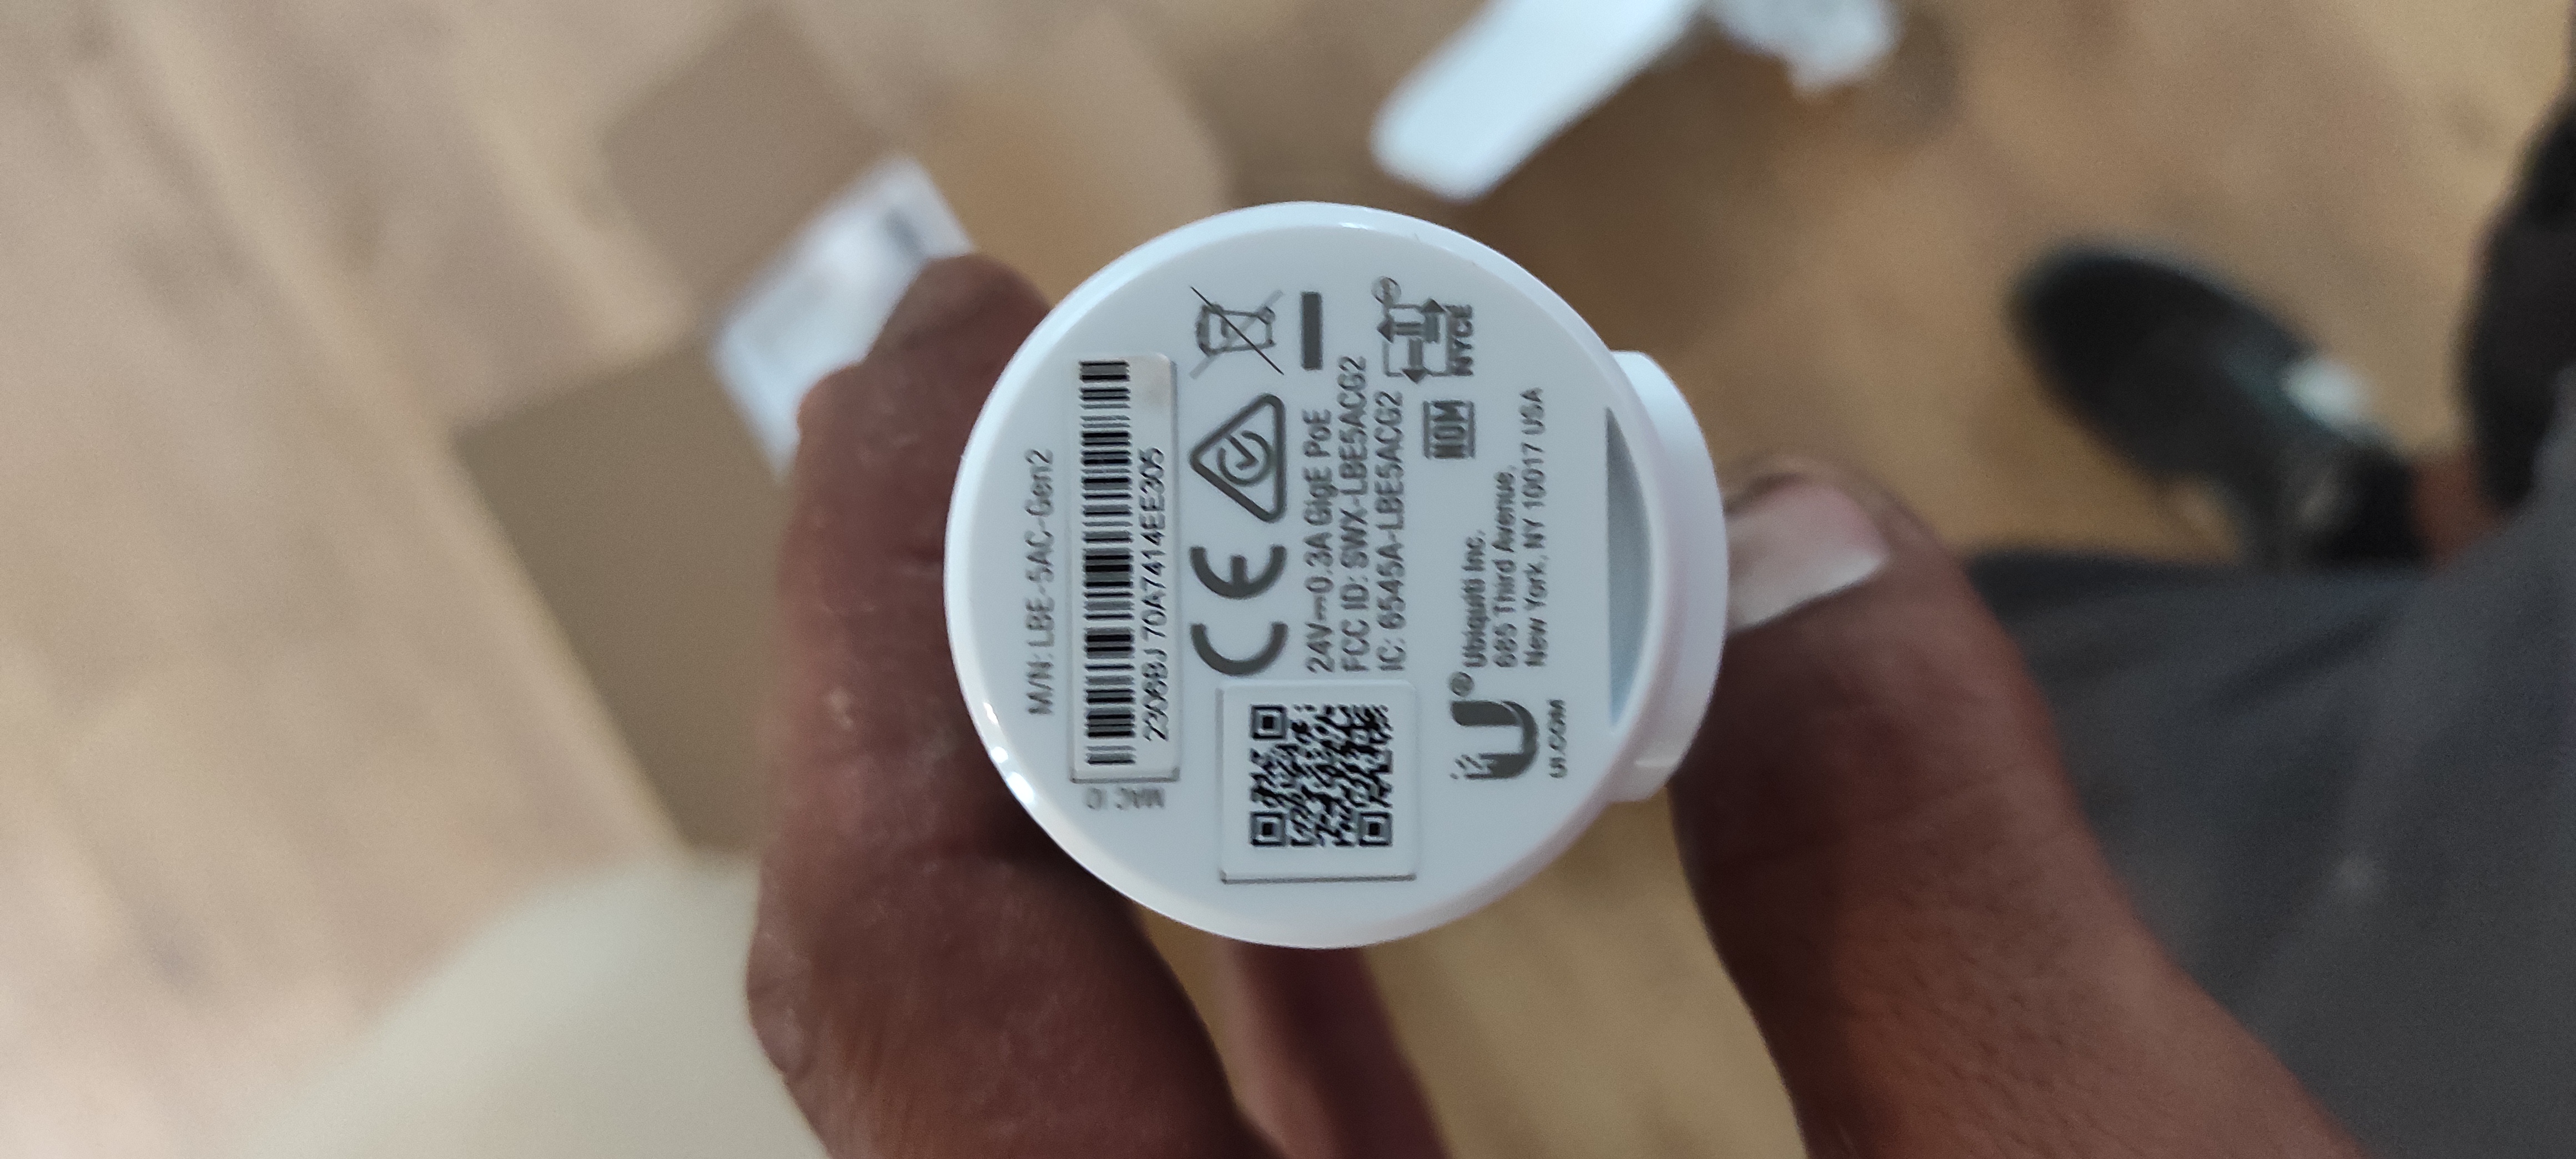 M/N: LBE-5AC-Gen2
MAC ID
2306BJ 70A7414EE305
CE
24V⎓0.3A GigE PoE
FCC ID: SWX-LBE5ACG2
IC: 6545A-LBE5ACG2
NOM
NYCE
U® Ubiquiti Inc.
685 Third Avenue,
New York, NY 10017 USA
UI.COM